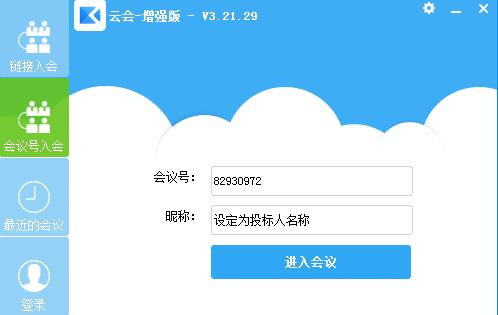 云会-增强版 - V3.21.29
链接入会
会议号入会
最近的会议
登录
会议号：
82930972
昵称：
设定为投标人名称
进入会议